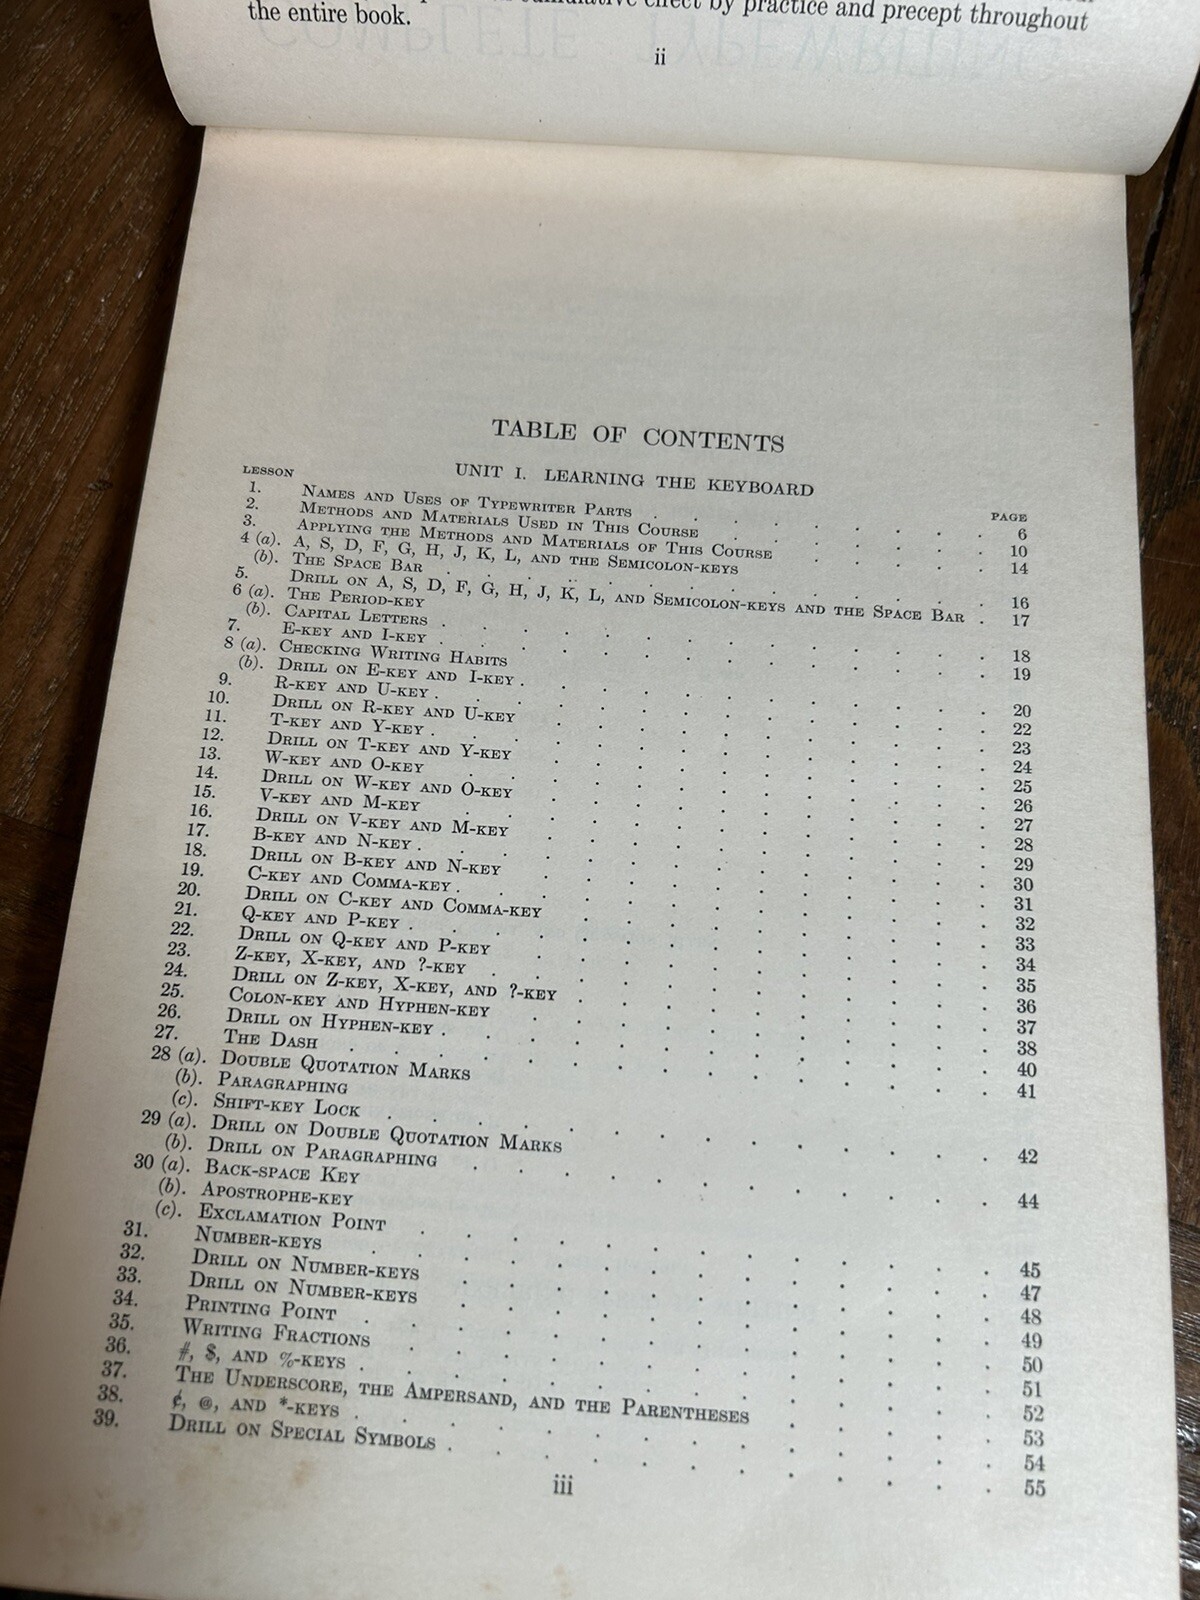 effect by practice and precept throughout
the entire book.
ii
TABLE OF CONTENTS
UNIT I. LEARNING THE KEYBOARD
LESSON PAGE
1. NAMES AND USES OF TYPEWRITER PARTS . . . . . 6
2. METHODS AND MATERIALS USED IN THIS COURSE . . . . 10
3. APPLYING THE METHODS AND MATERIALS OF THIS COURSE . . . 14
4 (a). A, S, D, F, G, H, J, K, L, AND THE SEMICOLON-KEYS
(b). THE SPACE BAR . . . . . . . . . 16
5. DRILL ON A, S, D, F, G, H, J, K, L, AND SEMICOLON-KEYS AND THE SPACE BAR . 17
6 (a). THE PERIOD-KEY
(b). CAPITAL LETTERS . . . . . . . . . 18
7. E-KEY AND I-KEY . . . . . . . . . 19
8 (a). CHECKING WRITING HABITS
(b). DRILL ON E-KEY AND I-KEY . . . . . . . . 20
9. R-KEY AND U-KEY . . . . . . . . . 22
10. DRILL ON R-KEY AND U-KEY . . . . . . . 23
11. T-KEY AND Y-KEY . . . . . . . . . 24
12. DRILL ON T-KEY AND Y-KEY . . . . . . . 25
13. W-KEY AND O-KEY . . . . . . . . 26
14. DRILL ON W-KEY AND O-KEY . . . . . . . 27
15. V-KEY AND M-KEY . . . . . . . . 28
16. DRILL ON V-KEY AND M-KEY . . . . . . . 29
17. B-KEY AND N-KEY . . . . . . . . . 30
18. DRILL ON B-KEY AND N-KEY . . . . . . . 31
19. C-KEY AND COMMA-KEY . . . . . . . . 32
20. DRILL ON C-KEY AND COMMA-KEY . . . . . . 33
21. Q-KEY AND P-KEY . . . . . . . . . 34
22. DRILL ON Q-KEY AND P-KEY . . . . . . . 35
23. Z-KEY, X-KEY, AND ?-KEY . . . . . . . 36
24. DRILL ON Z-KEY, X-KEY, AND ?-KEY . . . . . . 37
25. COLON-KEY AND HYPHEN-KEY . . . . . . . 38
26. DRILL ON HYPHEN-KEY . . . . . . . . 40
27. THE DASH . . . . . . . . . . 41
28 (a). DOUBLE QUOTATION MARKS
(b). PARAGRAPHING
(c). SHIFT-KEY LOCK . . . . . . . . . 42
29 (a). DRILL ON DOUBLE QUOTATION MARKS
(b). DRILL ON PARAGRAPHING . . . . . . . . 44
30 (a). BACK-SPACE KEY
(b). APOSTROPHE-KEY
(c). EXCLAMATION POINT . . . . . . . . 45
31. NUMBER-KEYS . . . . . . . . . 47
32. DRILL ON NUMBER-KEYS . . . . . . . . 48
33. DRILL ON NUMBER-KEYS . . . . . . . . 49
34. PRINTING POINT . . . . . . . . . 50
35. WRITING FRACTIONS . . . . . . . . 51
36. #, $, AND %-KEYS . . . . . . . . . 52
37. THE UNDERSCORE, THE AMPERSAND, AND THE PARENTHESES . . . . 53
38. ¢, @, AND *-KEYS . . . . . . . . . 54
39. DRILL ON SPECIAL SYMBOLS . . . . . . . . 55
iii